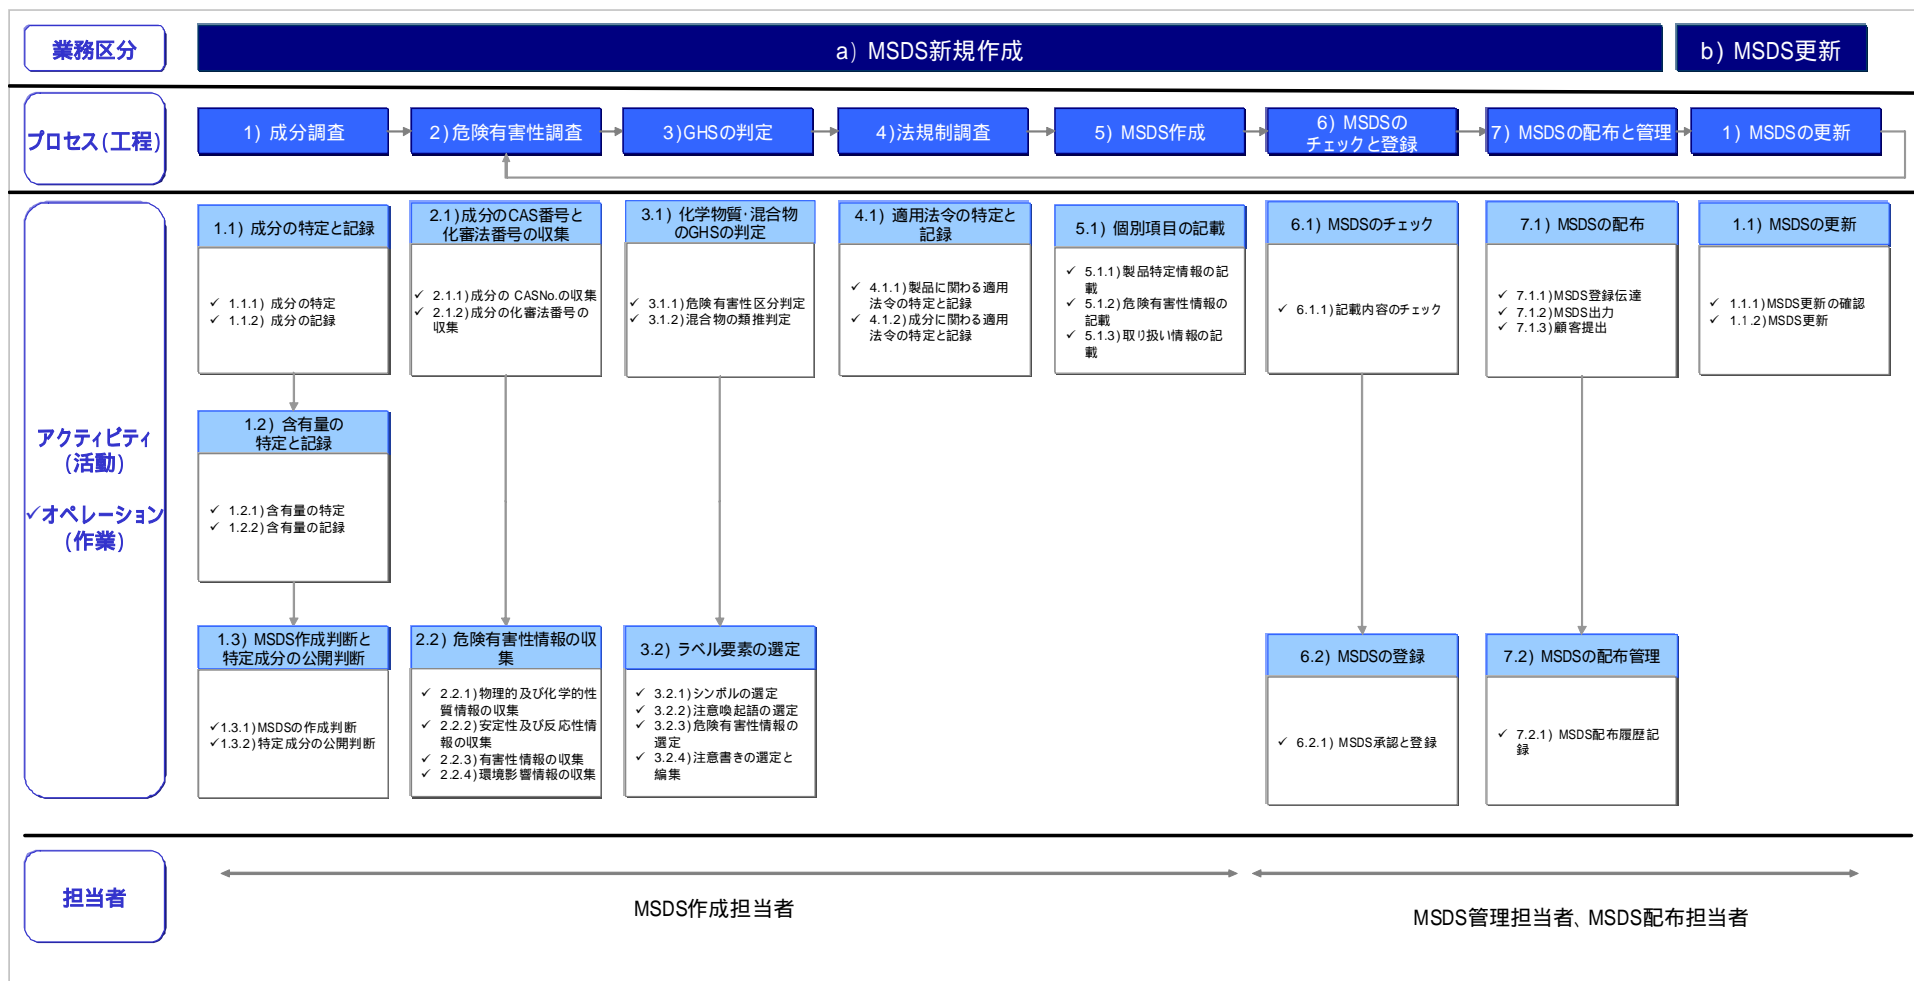 業務区分
a) MSDS新規作成
b) MSDS更新
プロセス(工程)
1) 成分調査
2)危険有害性調査
3)GHSの判定
4)法規制調査
5) MSDS作成
6) MSDSの
チェックと登録
7) MSDSの配布と管理
1) MSDSの更新
アクティビティ
(活動)
✓オペレーション
(作業)
1.1) 成分の特定と記録
✓ 1.1.1) 成分の特定
✓ 1.1.2) 成分の記録
1.2) 含有量の
特定と記録
✓ 1.2.1)含有量の特定
✓ 1.2.2)含有量の記録
1.3) MSDS作成判断と
特定成分の公開判断
✓1.3.1)MSDSの作成判断
✓1.3.2)特定成分の公開判断
2.1)成分のCAS番号と
化審法番号の収集
✓ 2.1.1)成分の CASNo.の収集
✓ 2.1.2)成分の化審法番号の
収集
2.2) 危険有害性情報の収
集
✓ 2.2.1)物理的及び化学的性
質情報の収集
✓ 2.2.2)安定性及び反応性情
報の収集
✓ 2.2.3)有害性情報の収集
✓ 2.2.4)環境影響情報の収集
3.1) 化学物質・混合物
のGHSの判定
✓ 3.1.1)危険有害性区分判定
✓ 3.1.2)混合物の類推判定
3.2) ラベル要素の選定
✓ 3.2.1)シンボルの選定
✓ 3.2.2)注意喚起語の選定
✓ 3.2.3)危険有害性情報の
選定
✓ 3.2.4)注意書きの選定と
編集
4.1) 適用法令の特定と
記録
✓ 4.1.1)製品に関わる適用
法令の特定と記録
✓ 4.1.2)成分に関わる適用
法令の特定と記録
5.1) 個別項目の記載
✓ 5.1.1)製品特定情報の記
載
✓ 5.1.2)危険有害性情報の
記載
✓ 5.1.3)取り扱い情報の記
載
6.1) MSDSのチェック
✓ 6.1.1)記載内容のチェック
6.2) MSDSの登録
✓ 6.2.1) MSDS承認と登録
7.1) MSDSの配布
✓ 7.1.1)MSDS登録伝達
✓ 7.1.2)MSDS出力
✓ 7.1.3)顧客提出
7.2) MSDSの配布管理
✓ 7.2.1) MSDS配布履歴記
録
1.1) MSDSの更新
✓ 1.1.1)MSDS更新の確認
✓ 1.1.2)MSDS更新
担当者
MSDS作成担当者
MSDS管理担当者、MSDS配布担当者